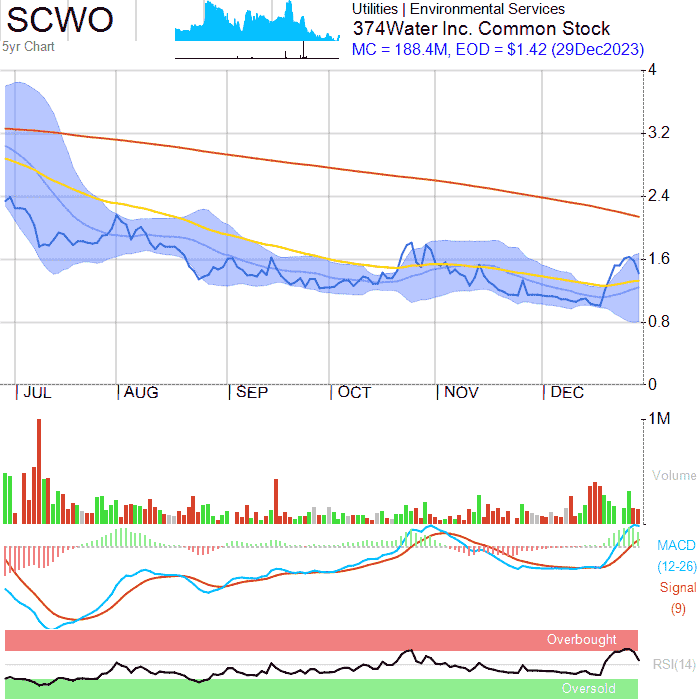 SCWO
5yr Chart
Utilities | Environmental Services
374Water Inc. Common Stock
MC = 188.4M, EOD = $1.42 (29Dec2023)
4
3.2
2.4
1.6
0.8
0
JUL AUG SEP OCT NOV DEC
1M
Volume
MACD
(12-26)
Signal
(9)
Overbought
RSI(14)
Oversold